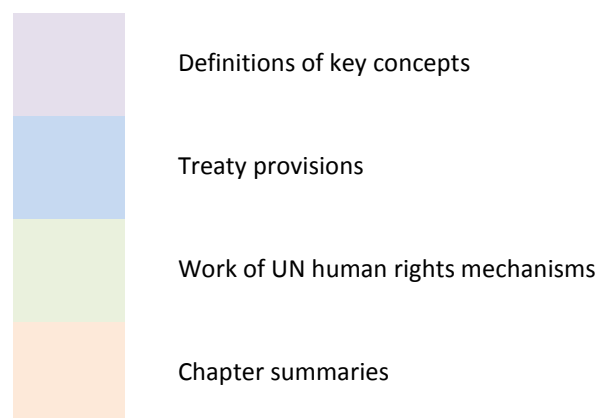 Definitions of key concepts
Treaty provisions
Work of UN human rights mechanisms
Chapter summaries